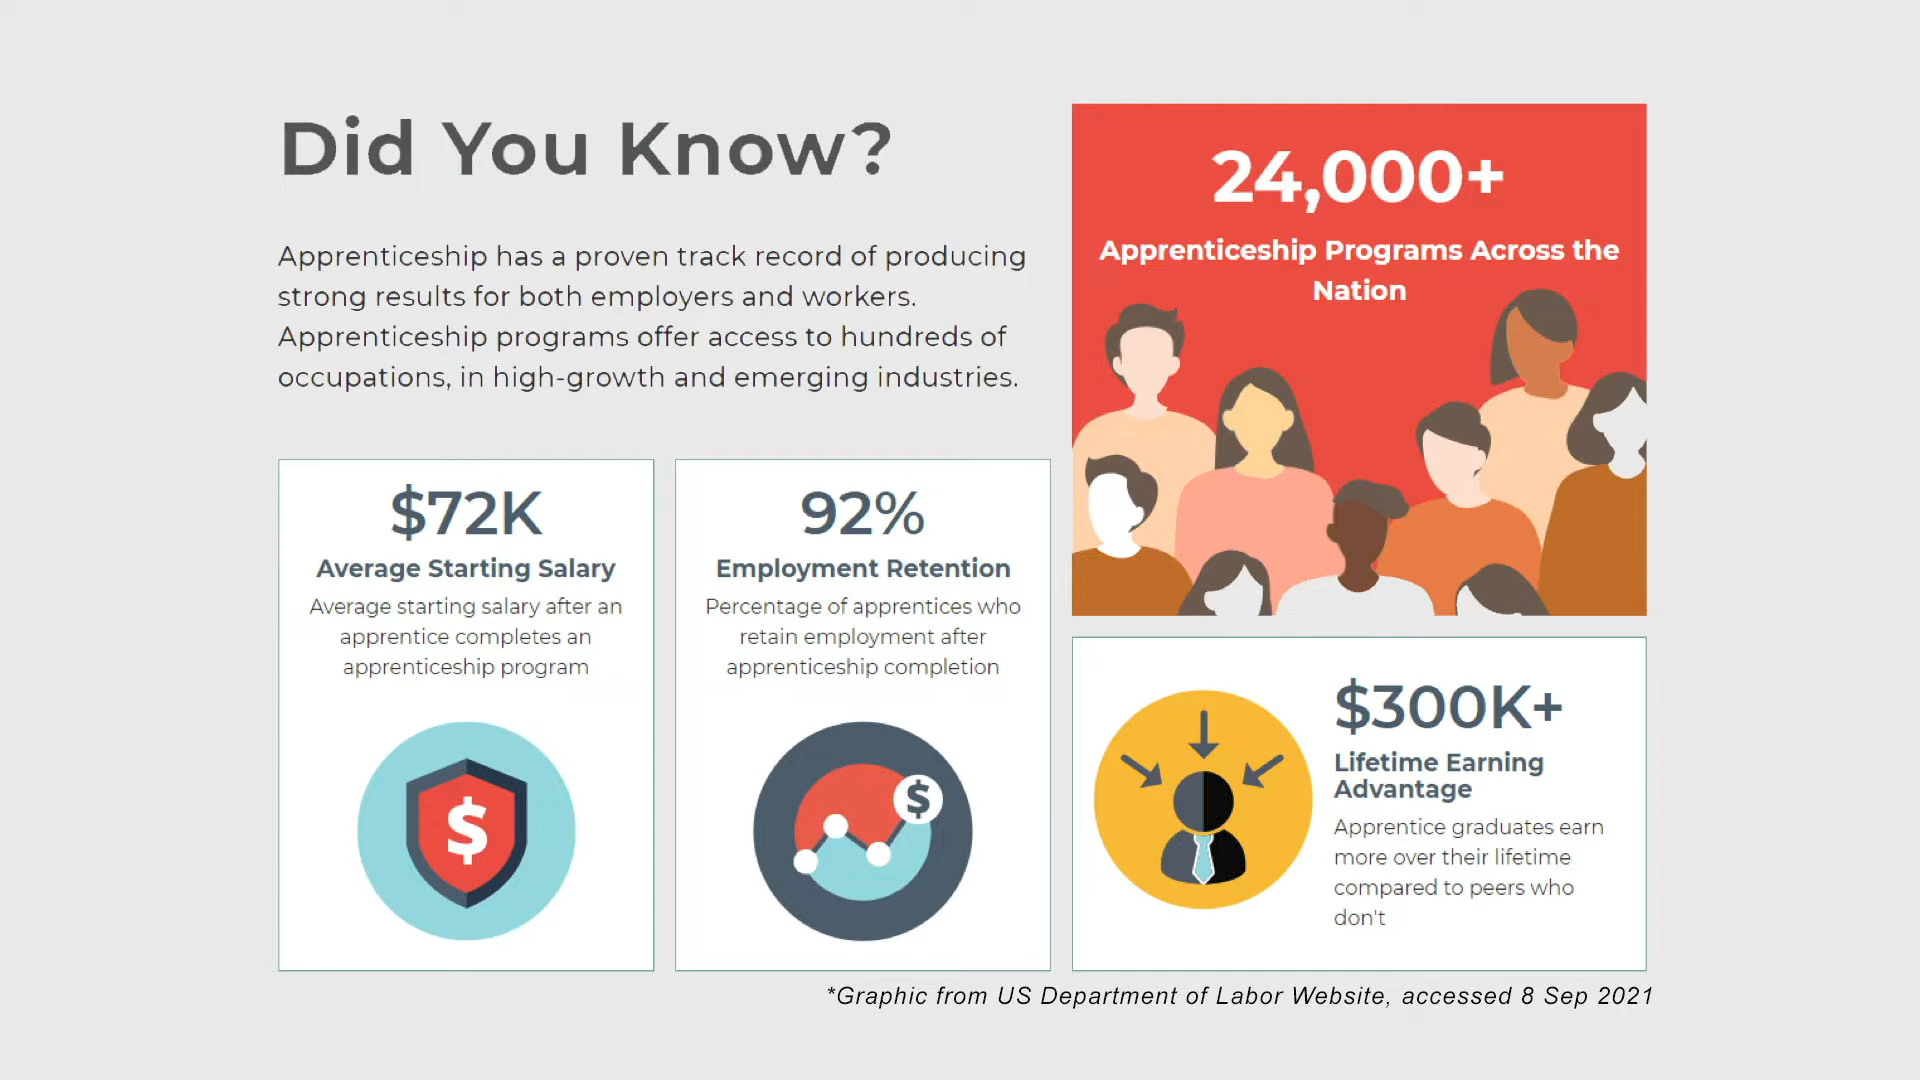 Did You Know?
Apprenticeship has a proven track record of producing
strong results for both employers and workers.
Apprenticeship programs offer access to hundreds of
occupations, in high-growth and emerging industries.
24,000+
Apprenticeship Programs Across the
Nation
$72K
Average Starting Salary
Average starting salary after an
apprentice completes an
apprenticeship program
$
92%
Employment Retention
Percentage of apprentices who
retain employment after
apprenticeship completion
$
$300K+
Lifetime Earning
Advantage
Apprentice graduates earn
more over their lifetime
compared to peers who
don't
*Graphic from US Department of Labor Website, accessed 8 Sep 2021